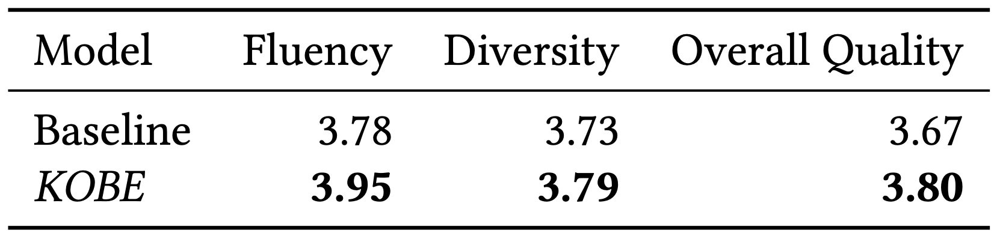 Model Fluency Diversity Overall Quality
Baseline 3.78 3.73 3.67
KOBE 3.95 3.79 3.80